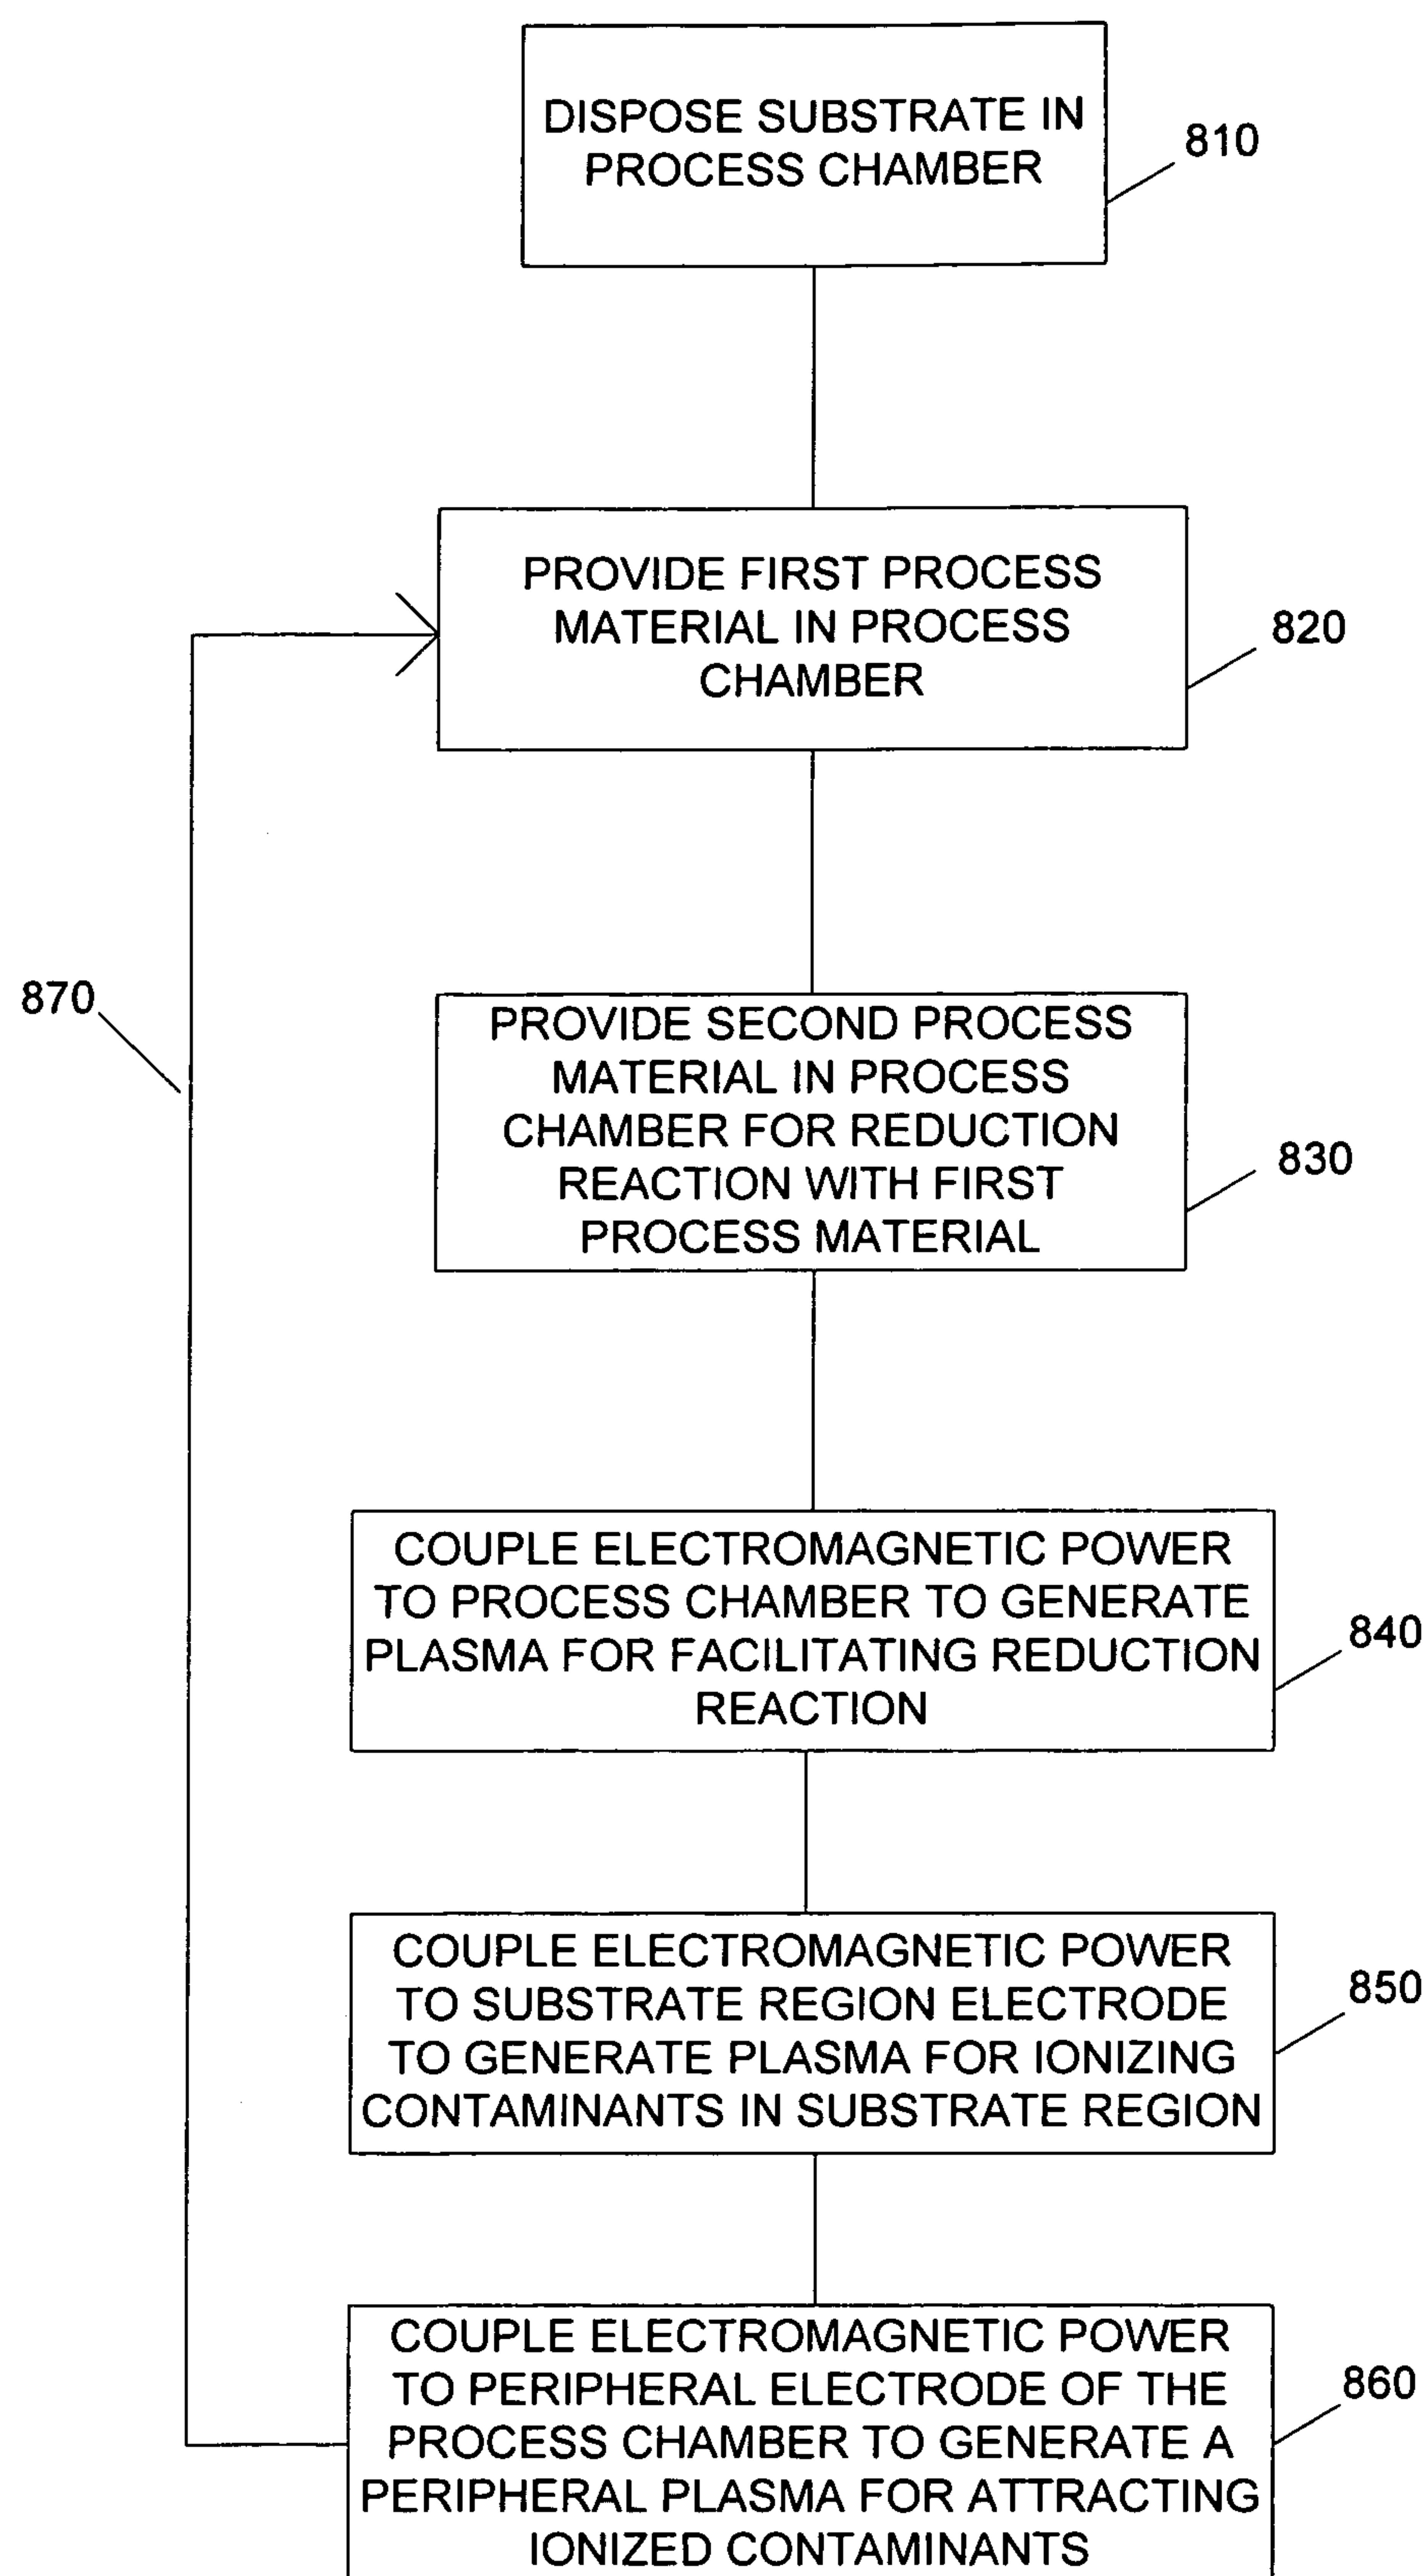 DISPOSE SUBSTRATE IN
PROCESS CHAMBER
810
PROVIDE FIRST PROCESS
MATERIAL IN PROCESS
CHAMBER
820
870
PROVIDE SECOND PROCESS
MATERIAL IN PROCESS
CHAMBER FOR REDUCTION
REACTION WITH FIRST
PROCESS MATERIAL
830
COUPLE ELECTROMAGNETIC POWER
TO PROCESS CHAMBER TO GENERATE
PLASMA FOR FACILITATING REDUCTION
REACTION
840
COUPLE ELECTROMAGNETIC POWER
TO SUBSTRATE REGION ELECTRODE
TO GENERATE PLASMA FOR IONIZING
CONTAMINANTS IN SUBSTRATE REGION
850
COUPLE ELECTROMAGNETIC POWER
TO PERIPHERAL ELECTRODE OF THE
PROCESS CHAMBER TO GENERATE A
PERIPHERAL PLASMA FOR ATTRACTING
IONIZED CONTAMINANTS
860